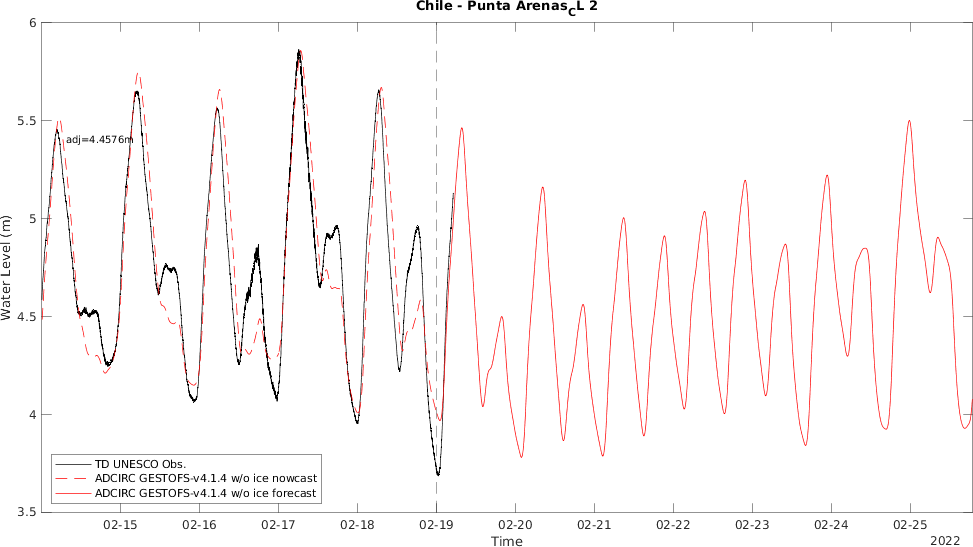 Chile - Punta Arenas_CL 2
6
5.5
adj=4.4576m
5
Water Level (m)
4.5
4
TD UNESCO Obs.
ADCIRC GESTOFS-v4.1.4 w/o ice nowcast
ADCIRC GESTOFS-v4.1.4 w/o ice forecast
3.5
02-15 02-16 02-17 02-18 02-19 02-20 02-21 02-22 02-23 02-24 02-25
Time
2022